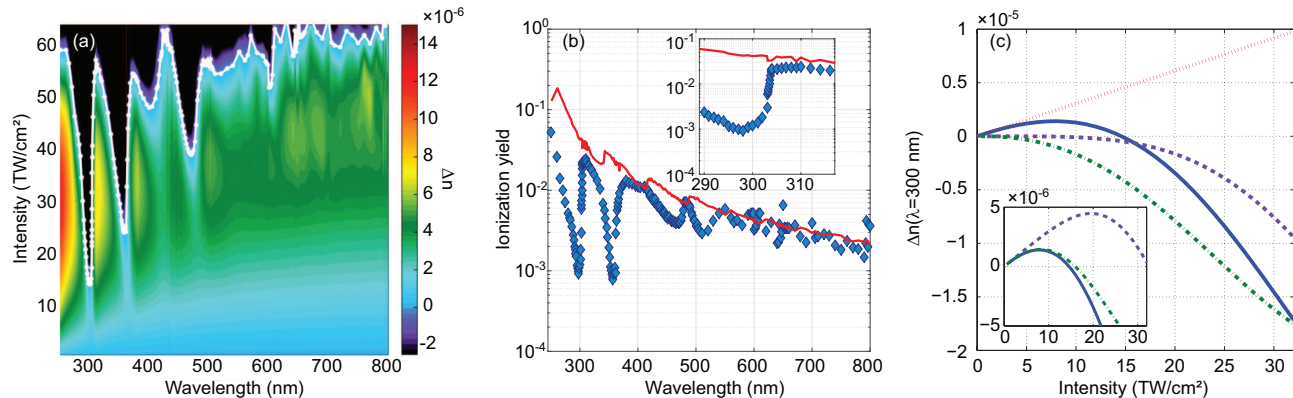 (a)
Intensity (TW/cm²)
60
50
40
30
20
10
300 400 500 600 700 800
Wavelength (nm)
×10⁻⁶
14
12
10
8
6
4
2
0
-2
Δn
(b)
Ionization yield
10⁰
10⁻¹
10⁻²
10⁻³
10⁻⁴
300 400 500 600 700 800
Wavelength (nm)
10⁻¹
10⁻²
10⁻³
10⁻⁴
290 300 310
(c)
×10⁻⁵
Δn(λ=300 nm)
1
0.5
0
−0.5
−1
−1.5
−2
0 5 10 15 20 25 30
Intensity (TW/cm²)
×10⁻⁶
5
0
−5
0 10 20 30